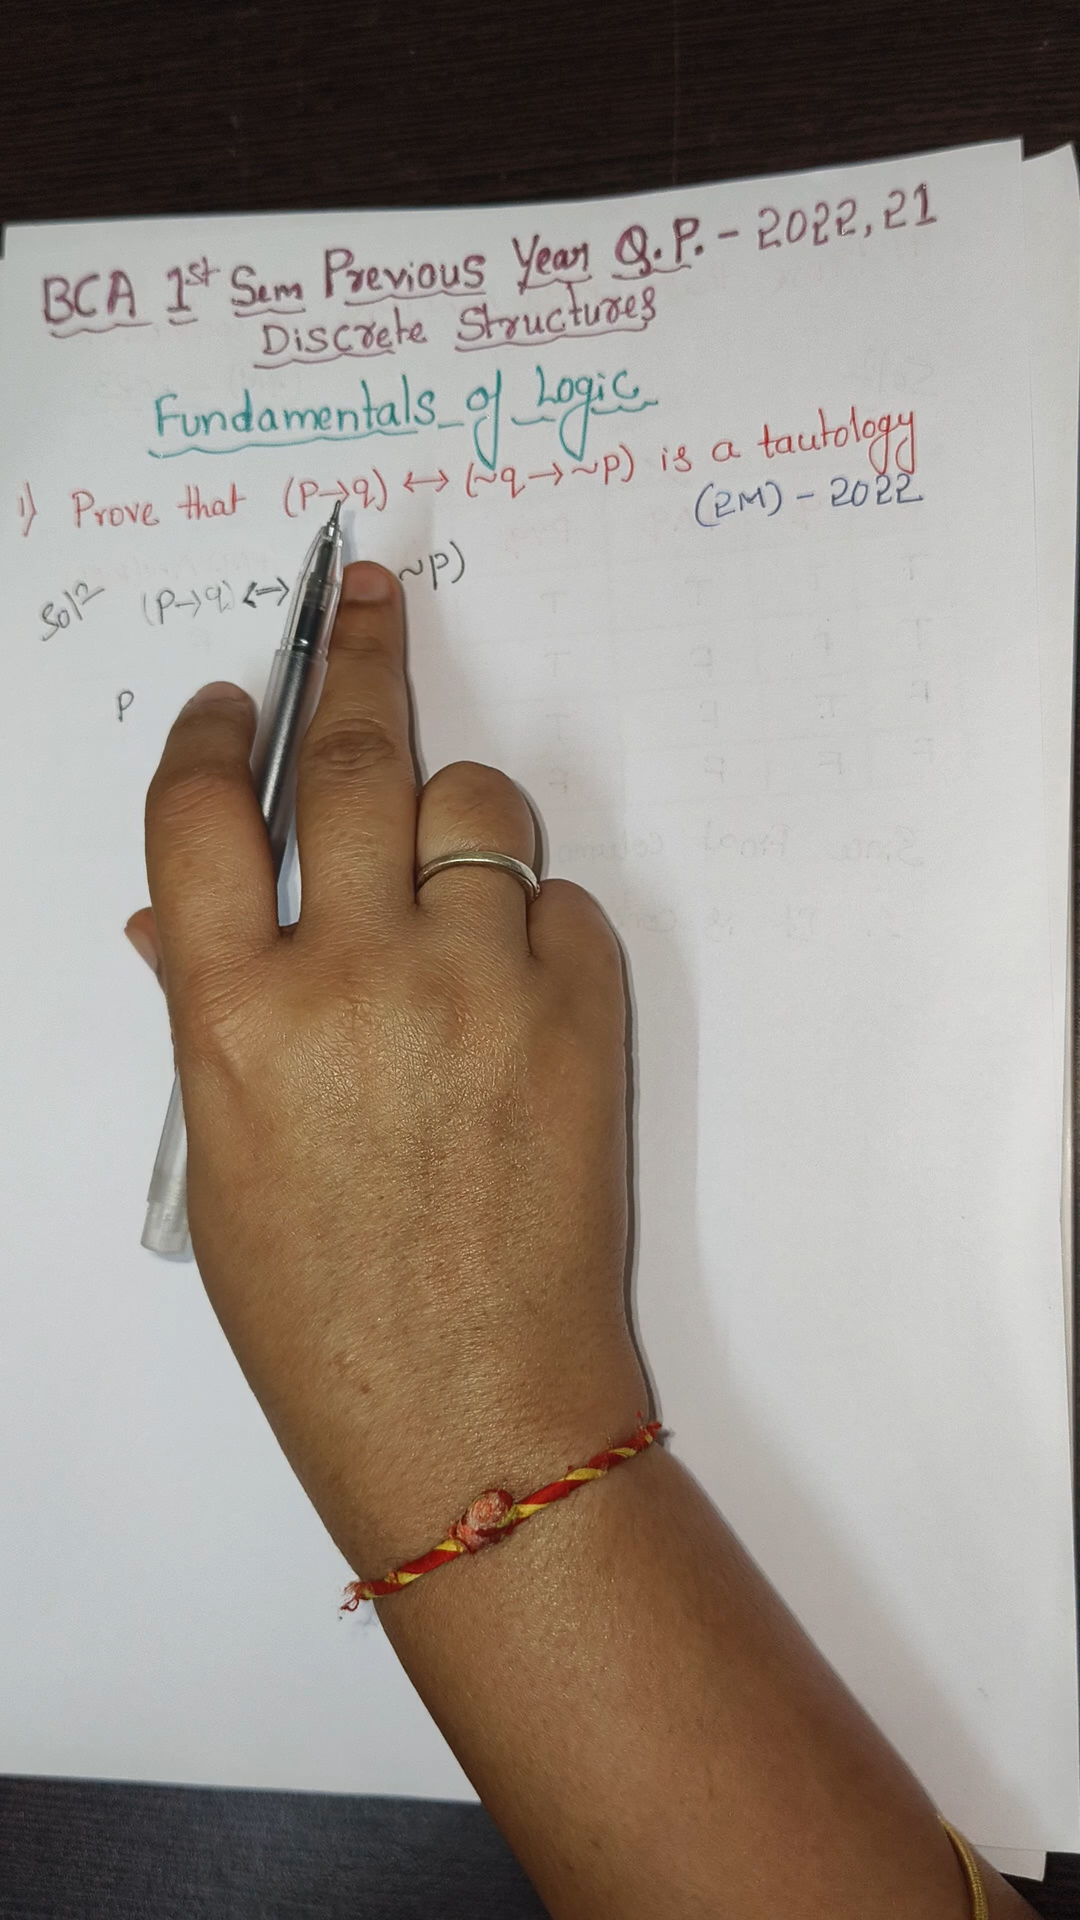 BCA 1st Sem Previous Year Q.P. - 2022, 21
Discrete Structures
Fundamentals of Logic
1) Prove that (P→q) ↔ (~q→~p) is a tautology
(2M) - 2022
Soln (P→q) ↔ ~p)
P